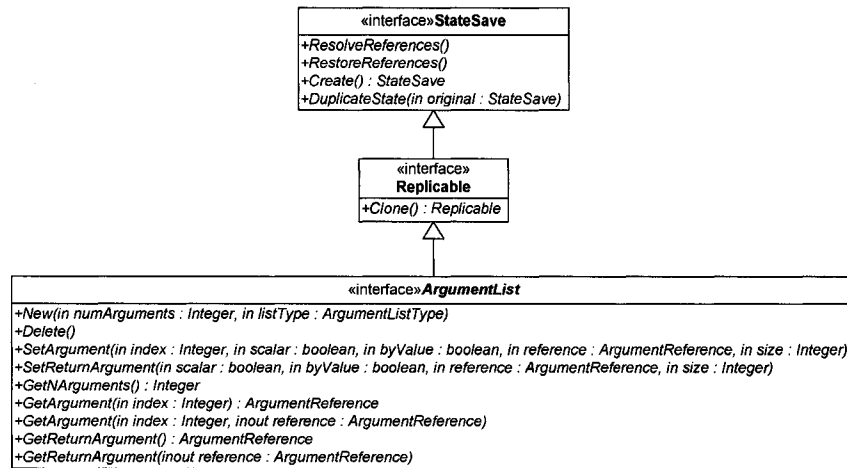 «interface»StateSave
+ResolveReferences()
+RestoreReferences()
+Create() : StateSave
+DuplicateState(in original : StateSave)
«interface»
Replicable
+Clone() : Replicable
«interface»ArgumentList
+New(in numArguments : Integer, in listType : ArgumentListType)
+Delete()
+SetArgument(in index : Integer, in scalar : boolean, in byValue : boolean, in reference : ArgumentReference, in size : Integer)
+SetReturnArgument(in scalar : boolean, in byValue : boolean, in reference : ArgumentReference, in size : Integer)
+GetNArguments() : Integer
+GetArgument(in index : Integer) : ArgumentReference
+GetArgument(in index : Integer, inout reference : ArgumentReference)
+GetReturnArgument() : ArgumentReference
+GetReturnArgument(inout reference : ArgumentReference)